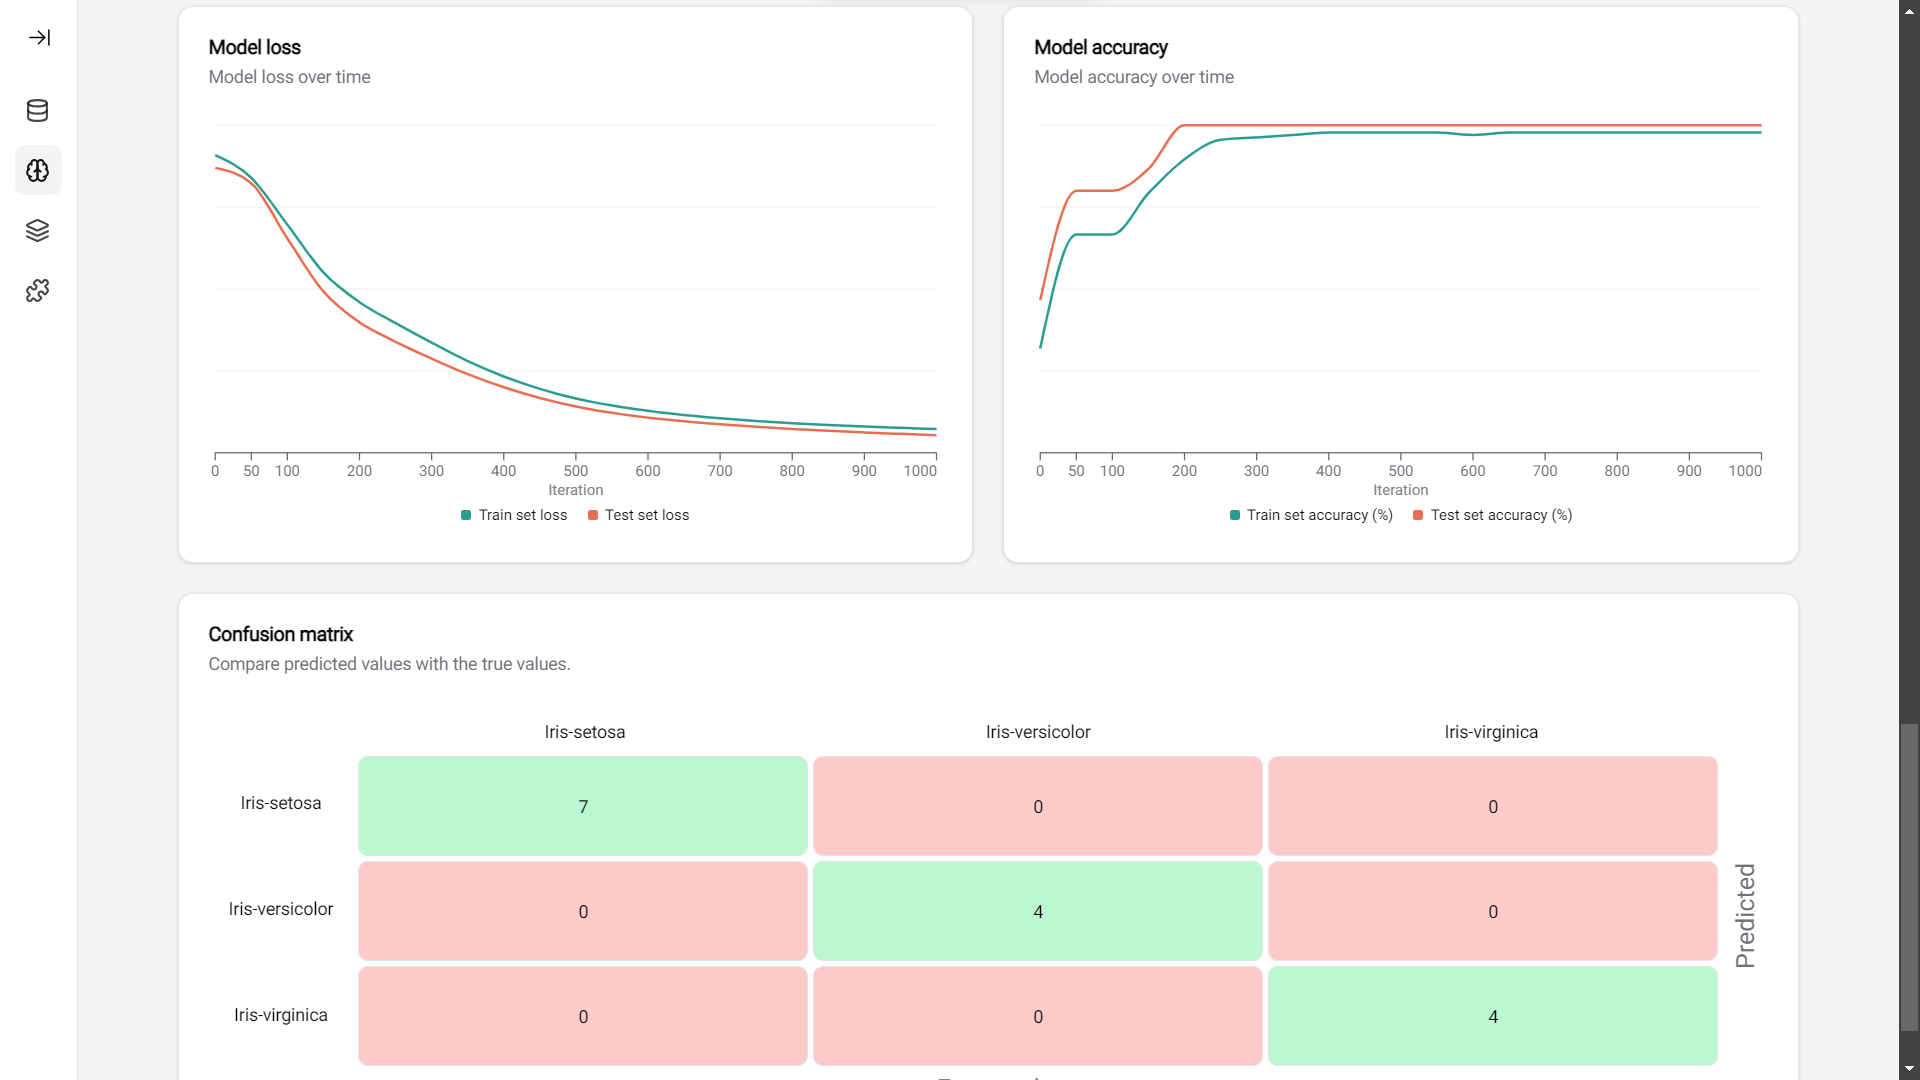 Model loss
Model loss over time
0 50 100 200 300 400 500 600 700 800 900 1000
Iteration
Train set loss Test set loss
Model accuracy
Model accuracy over time
0 50 100 200 300 400 500 600 700 800 900 1000
Iteration
Train set accuracy (%) Test set accuracy (%)
Confusion matrix
Compare predicted values with the true values.
Iris-setosa Iris-versicolor Iris-virginica
Iris-setosa 7 0 0
Iris-versicolor 0 4 0
Iris-virginica 0 0 4
Predicted